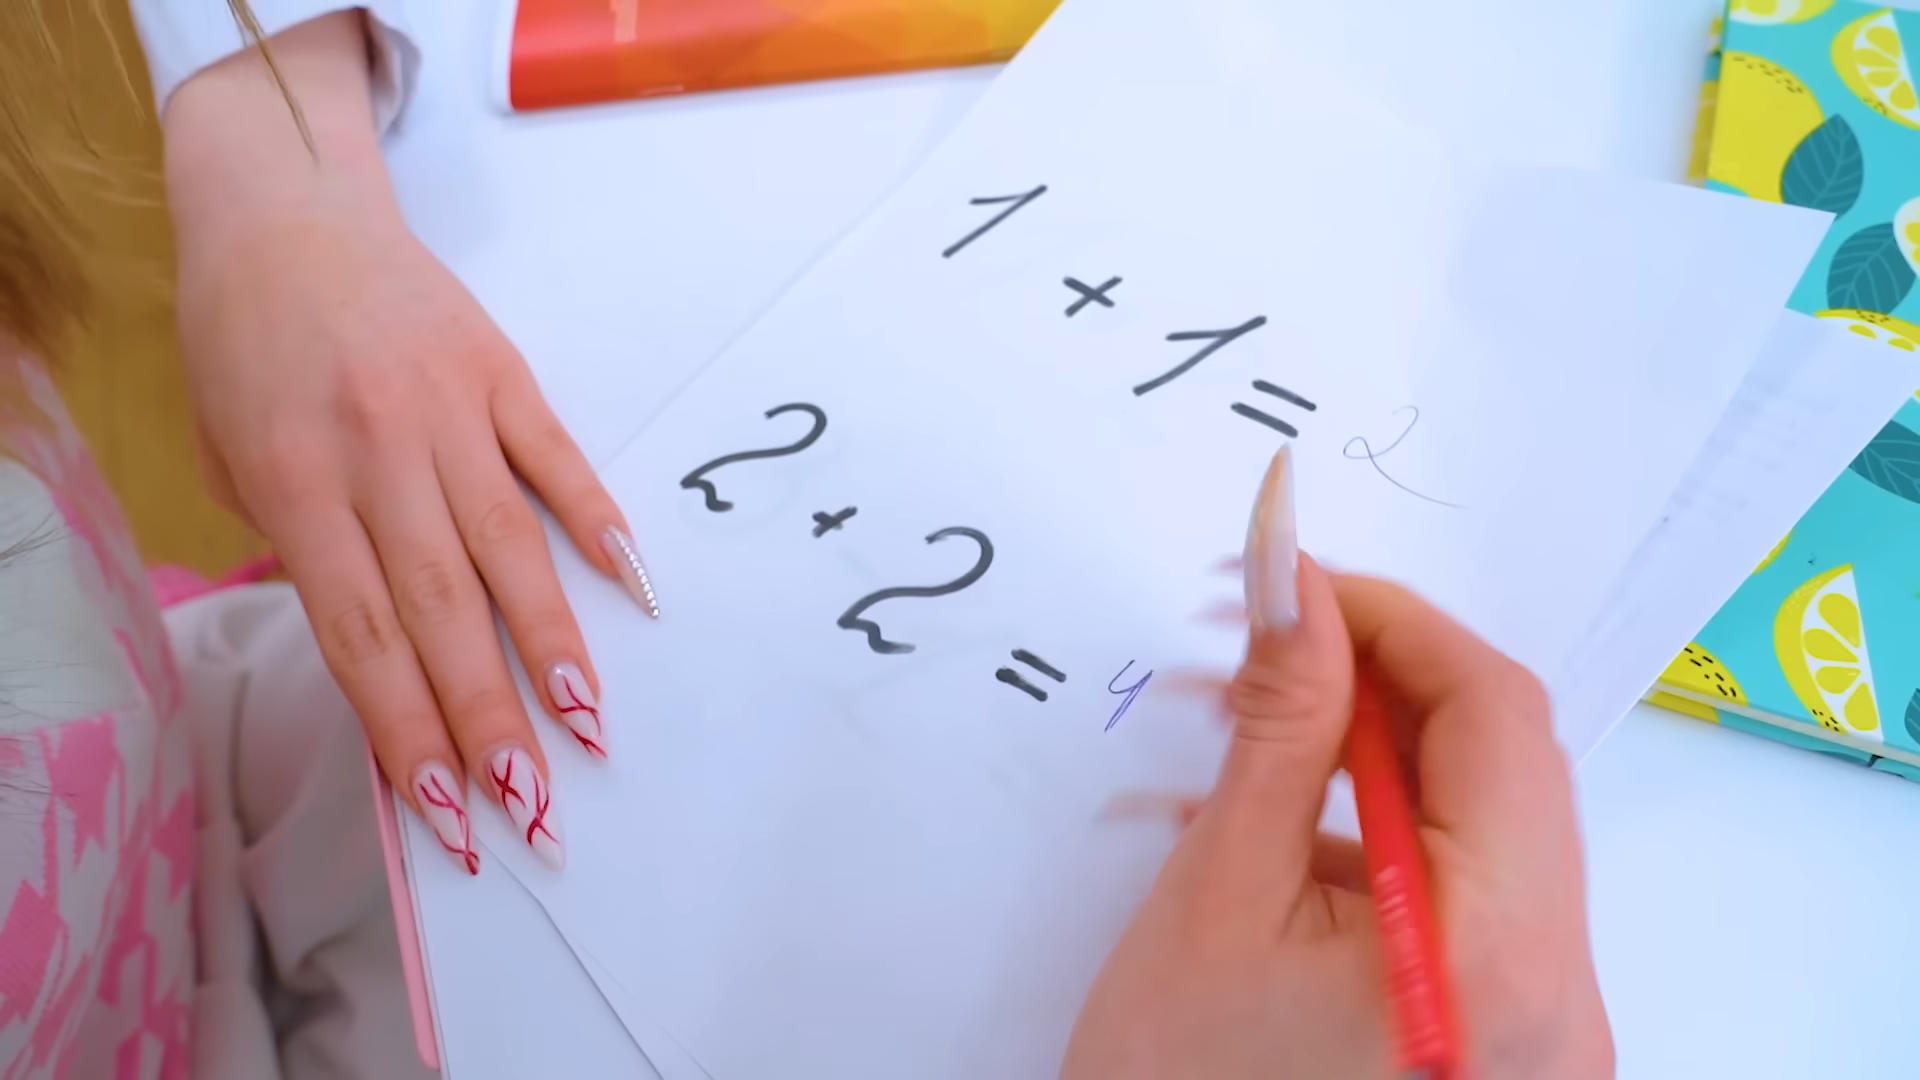 1 + 1 = 2
2 + 2 = 4